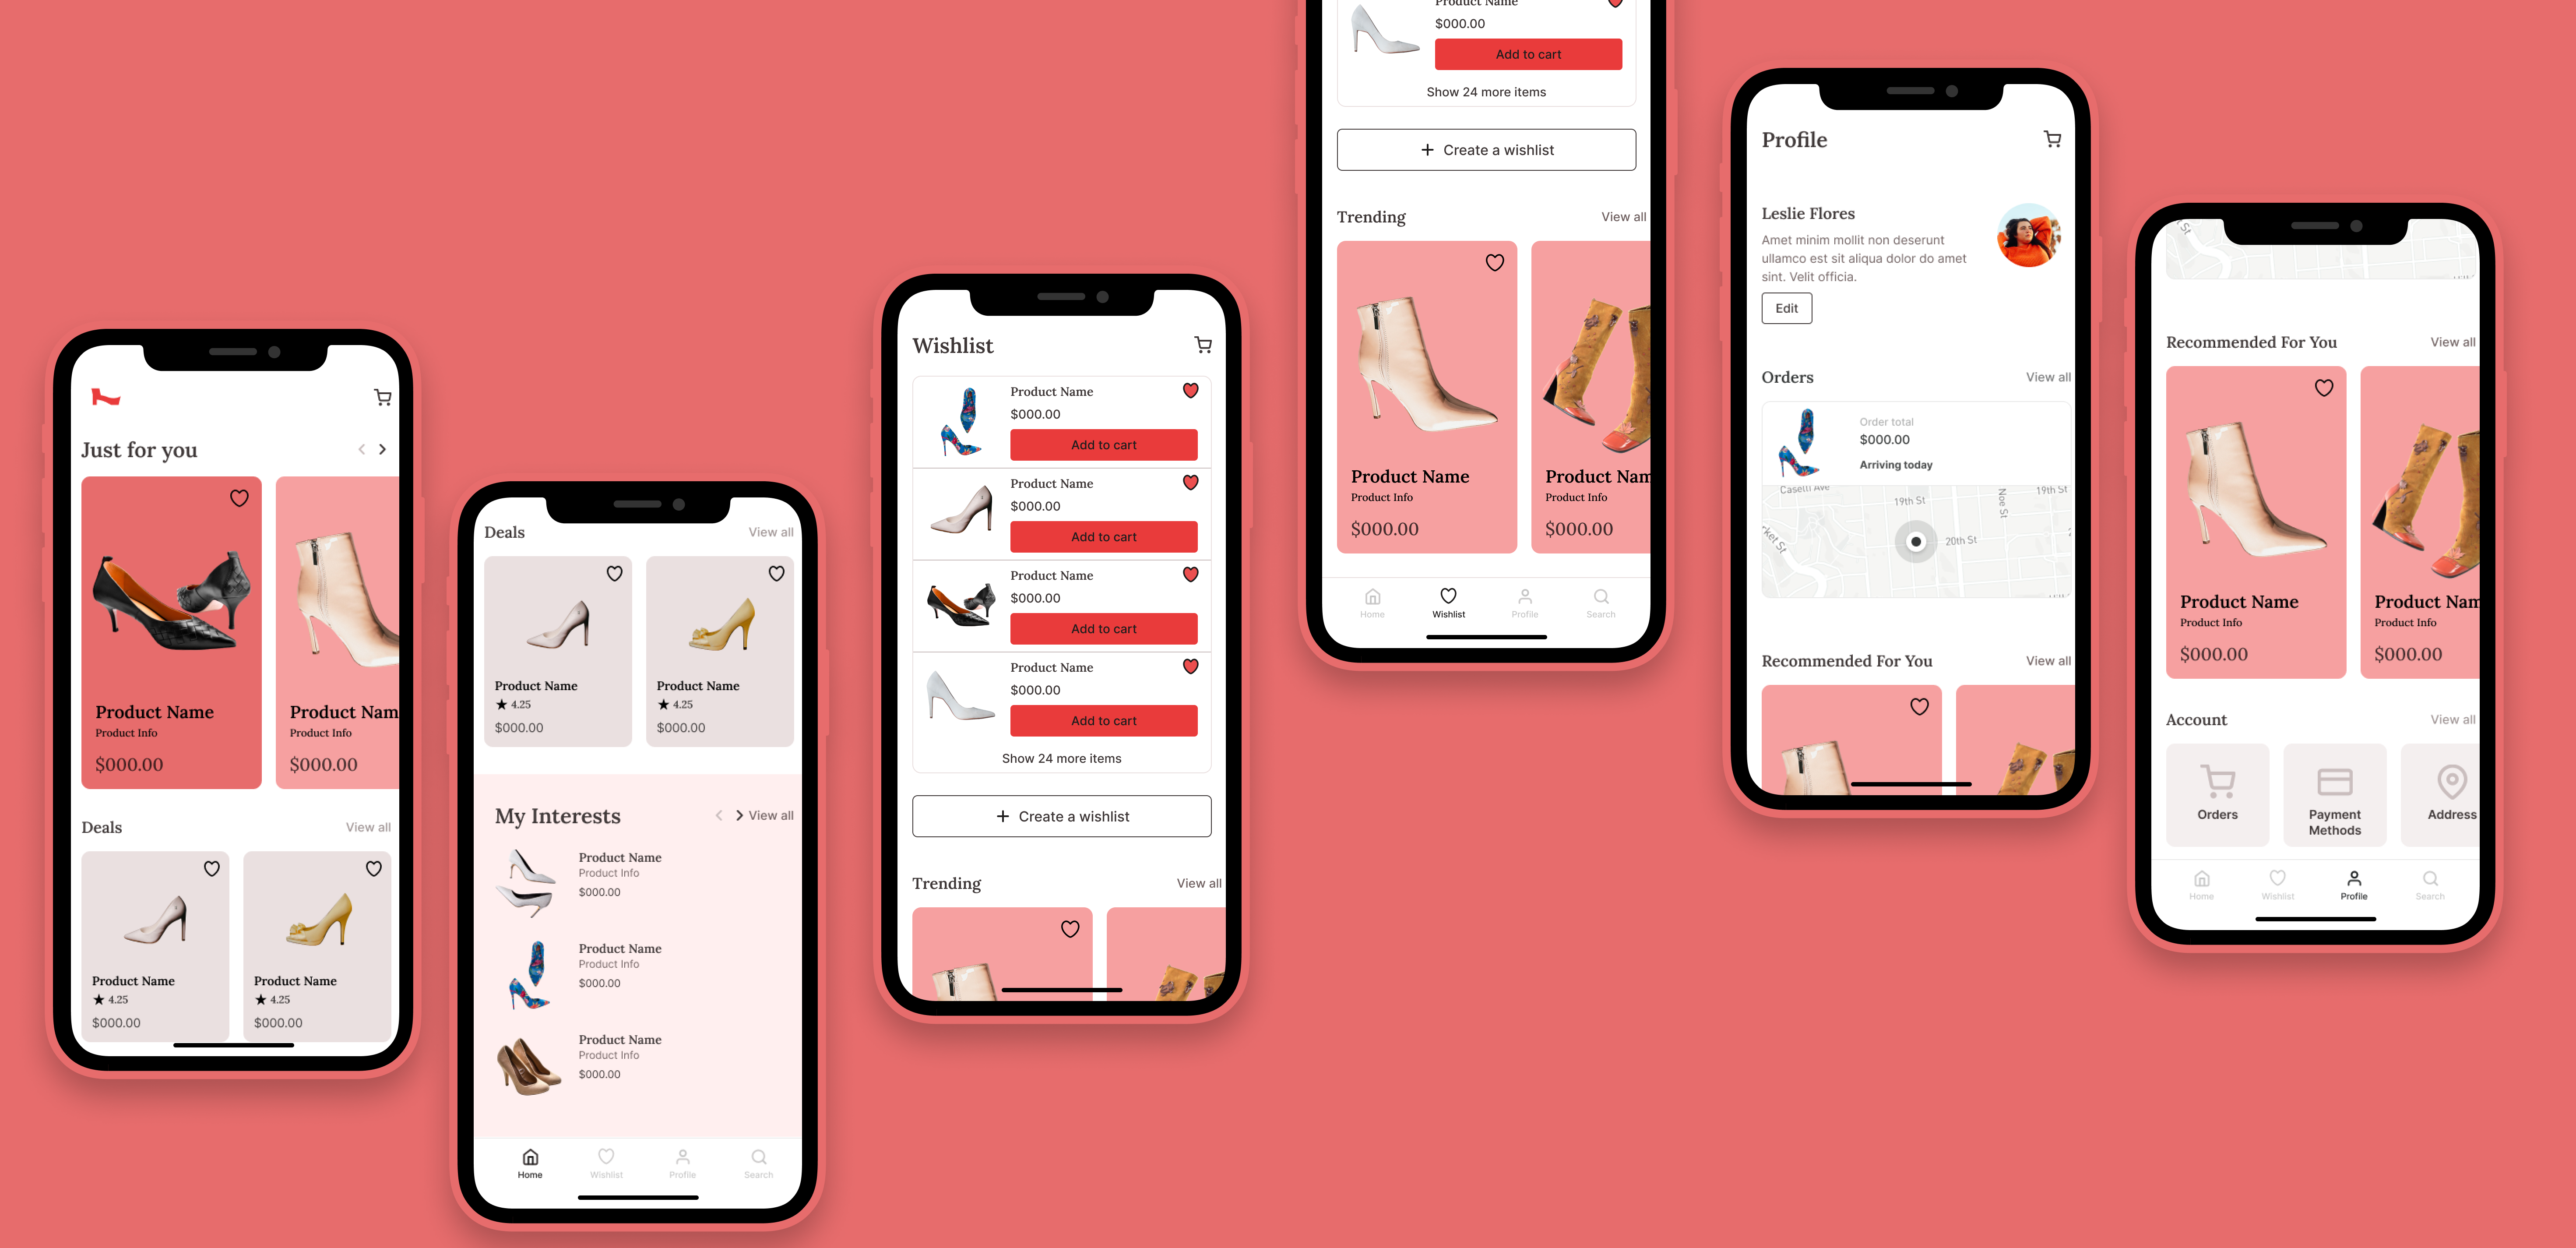 Just for you
Product Name
Product Info
$000.00
Product Nam
Product Info
$000.00
Deals
View all
Product Name
★ 4.25
$000.00
Product Name
★ 4.25
$000.00
Deals
View all
Product Name
★ 4.25
$000.00
Product Name
★ 4.25
$000.00
My Interests
View all
Product Name
Product Info
$000.00
Product Name
Product Info
$000.00
Product Name
Product Info
$000.00
Home
Wishlist
Profile
Search
Wishlist
Product Name
$000.00
Add to cart
Product Name
$000.00
Add to cart
Product Name
$000.00
Add to cart
Product Name
$000.00
Add to cart
Show 24 more items
+ Create a wishlist
Trending
View all
Product Name
$000.00
Add to cart
Show 24 more items
+ Create a wishlist
Trending
View all
Product Name
Product Info
$000.00
Product Nam
Product Info
$000.00
Home
Wishlist
Profile
Search
Profile
Leslie Flores
Amet minim mollit non deserunt
ullamco est sit aliqua dolor do amet
sint. Velit officia.
Edit
Orders
View all
Order total
$000.00
Arriving today
Caselli Ave
19th St
Noe St
19th St
ket St
20th St
Recommended For You
View all
St
Recommended For You
View all
Product Name
Product Info
$000.00
Product Nam
Product Info
$000.00
Account
View all
Orders
Payment
Methods
Address
Home
Wishlist
Profile
Search